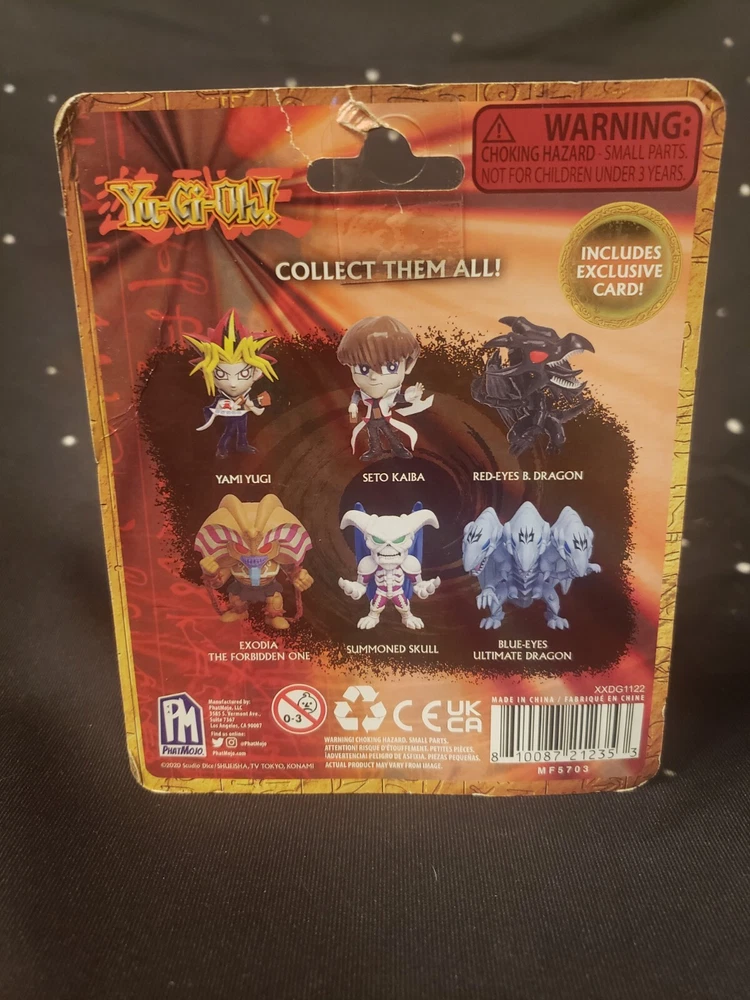 WARNING:
CHOKING HAZARD - SMALL PARTS.
NOT FOR CHILDREN UNDER 3 YEARS.
Yu-Gi-Oh!
INCLUDES
EXCLUSIVE
CARD!
COLLECT THEM ALL!
YAMI YUGI
SETO KAIBA
RED-EYES B. DRAGON
EXODIA
THE FORBIDDEN ONE
SUMMONED SKULL
BLUE-EYES
ULTIMATE DRAGON
XXDG1122
MADE IN CHINA / FABRIQUÉ EN CHINE
PM
PHATMOJO.
Manufactured by:
PhatMojo, LLC
3585 S. Vermont Ave.,
Suite 7367
Los Angeles, CA 90007
Find us online:
@PhatMojo
PhatMojo.com
0-3
CE
UK
CA
WARNING! CHOKING HAZARD. SMALL PARTS.
ATTENTION! RISQUE D'ÉTOUFFEMENT. PETITES PIÈCES.
¡ADVERTENCIA! PELIGRO DE ASFIXIA. PIEZAS PEQUEÑAS.
ACTUAL PRODUCT MAY VARY FROM IMAGE.
8 10087 21235 3
MF5703
©2020 Studio Dice/SHUEISHA, TV TOKYO, KONAMI